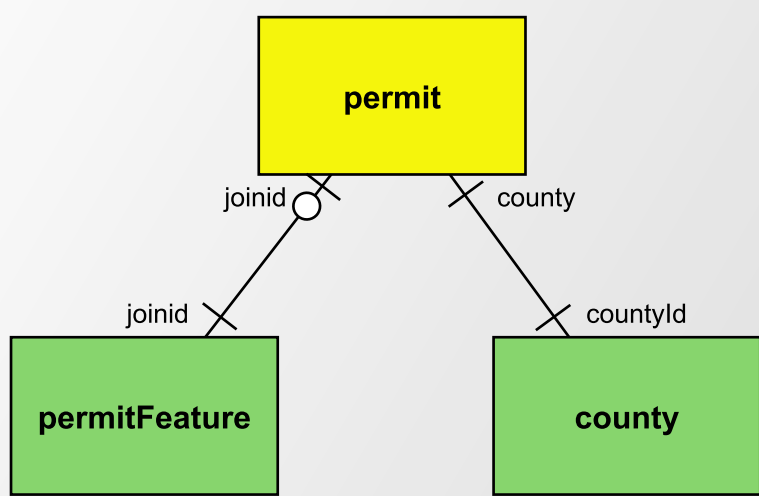 permit
joinid
county
joinid
countyId
permitFeature
county